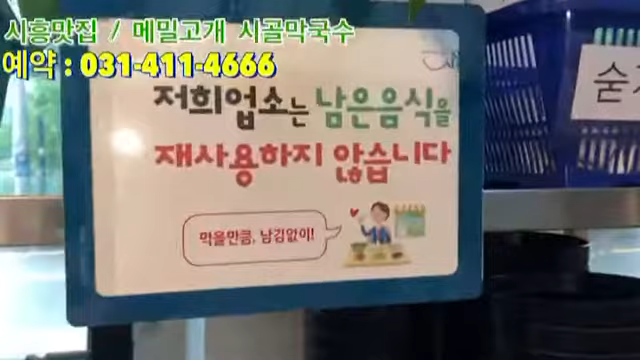 시흥맛집 / 메밀고개 시골막국수
예약 : 031-411-4666
저희업소는 남은음식을
재사용하지 않습니다
먹을만큼, 남김없이!
숟